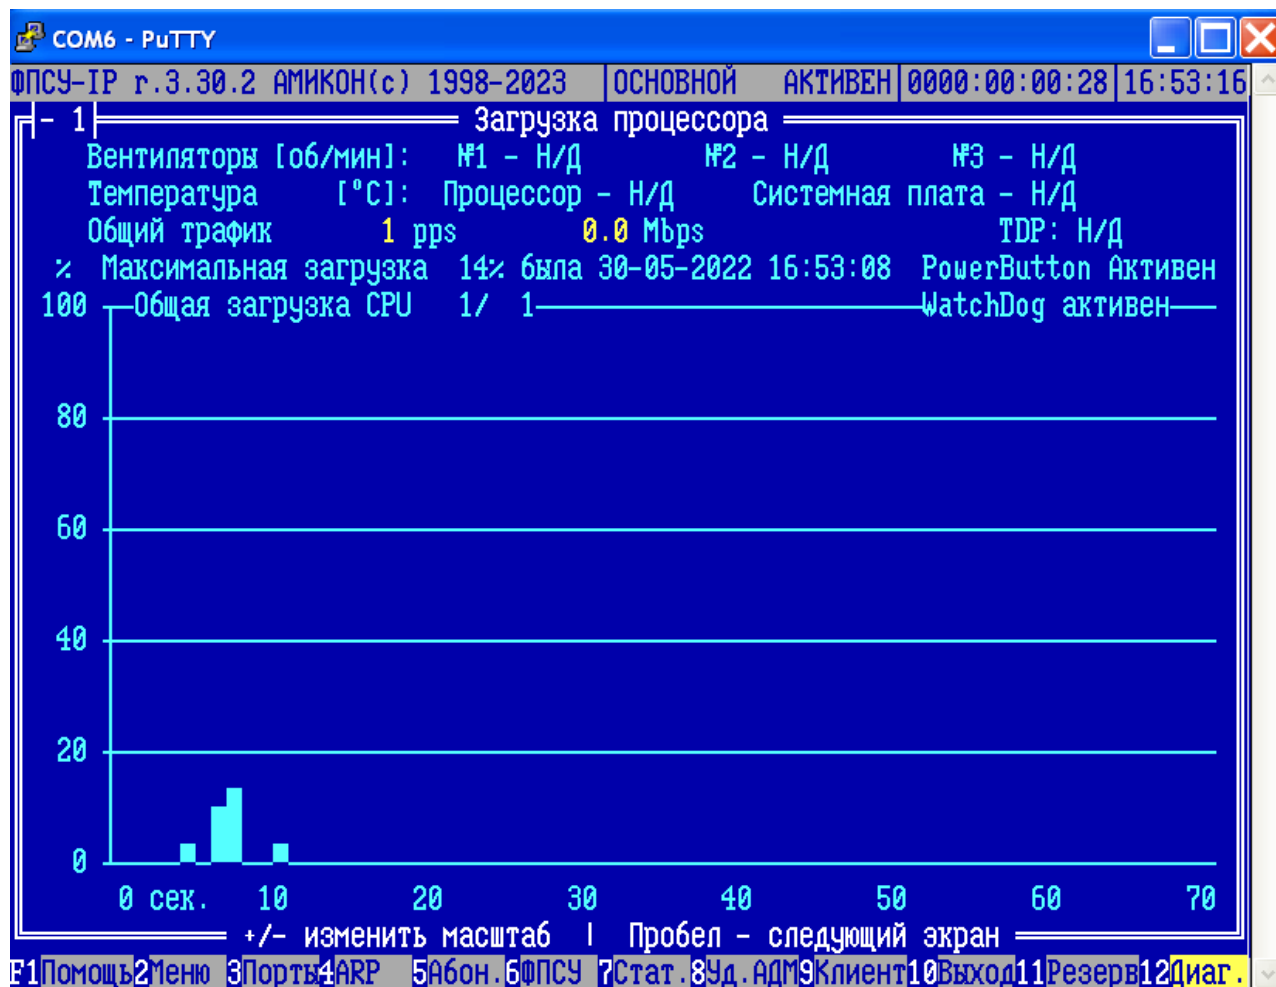 COM6 - PuTTY
ФПСУ-IP r.3.30.2 АМИКОН(c) 1998-2023 |ОСНОВНОЙ АКТИВЕН|0000:00:00:28|16:53:16
- 1 Загрузка процессора
Вентиляторы [об/мин]: №1 - Н/Д №2 - Н/Д №3 - Н/Д
Температура [°C]: Процессор - Н/Д Системная плата - Н/Д
Общий трафик 1 pps 0.0 Mbps TDP: Н/Д
% Максимальная загрузка 14% была 30-05-2022 16:53:08 PowerButton Активен
100 Общая загрузка CPU 1/ 1 WatchDog активен
80
60
40
20
0
0 сек. 10 20 30 40 50 60 70
+/- изменить масштаб | Пробел - следующий экран
F1Помощь2Меню 3Порты4ARP 5Абон.6ФПСУ 7Стат.8Уд.АДМ9Клиент10Выход11Резерв12Диаг.